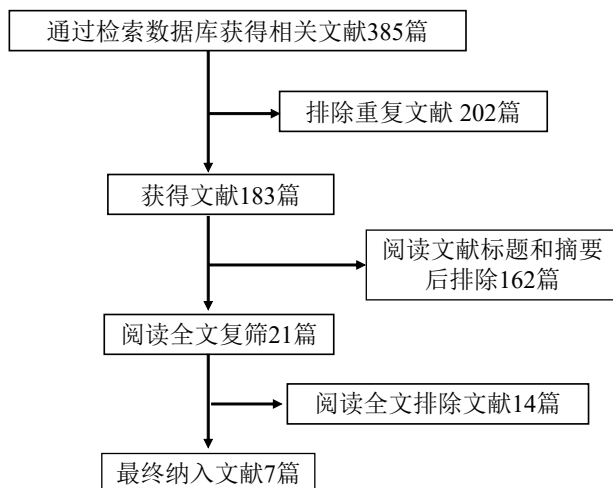 通过检索数据库获得相关文献385篇
排除重复文献 202篇
获得文献183篇
阅读文献标题和摘要
后排除162篇
阅读全文复筛21篇
阅读全文排除文献14篇
最终纳入文献7篇